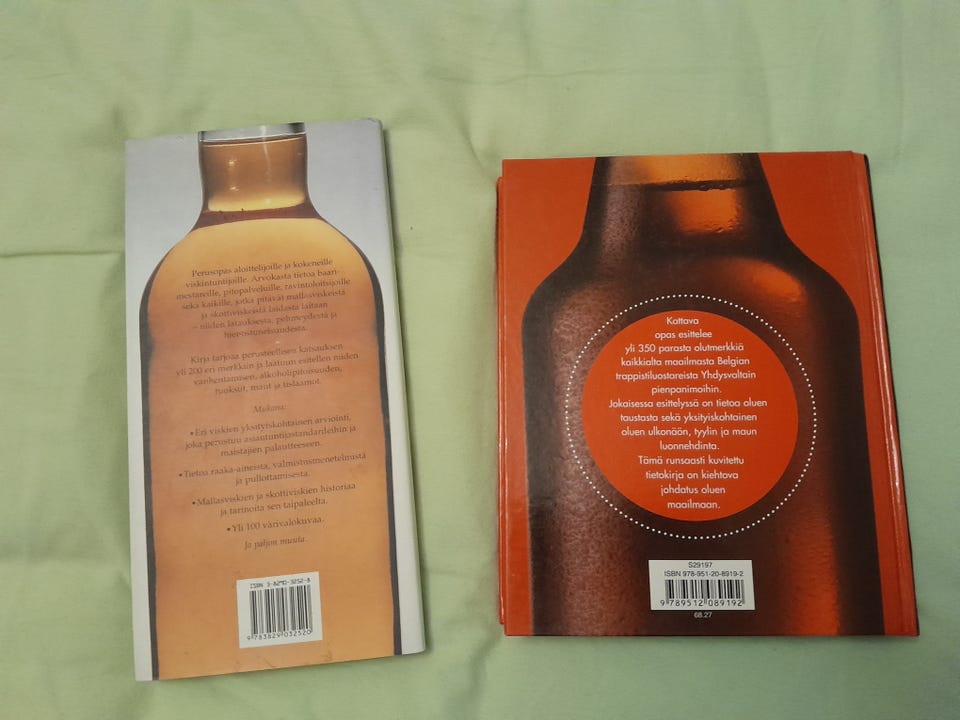 Perusopas aloittelijoille ja kokeneille
viskintuntijoille. Arvokasta tietoa baari-
mestareille, pitopalveluille, ravintoloitsijoille
sekä kaikille, jotka pitävät mallasviskeistä
ja skottiviskeistä laidasta laitaan
– niiden latauksesta, pehmeydestä ja
hienostuneisuudesta.
Kirja tarjoaa perusteellisen katsauksen
yli 200 eri merkkiin ja laatuun esitellen niiden
vanhentamisen, alkoholipitoisuuden,
tuoksut, maut ja tislaamot.
Mukana:
• Eri viskien yksityiskohtainen arviointi,
joka perustuu asiantuntijastandardeihin ja
maistajien palautteeseen.
• Tietoa raaka-aineista, valmistusmenetelmistä
ja pullottamisesta.
• Mallasviskien ja skottiviskien historiaa
ja tarinoita sen taipaleelta.
• Yli 100 värivalokuvaa.
Ja paljon muuta.
ISBN 3-8290-3252-8
9 783829 032520
Kattava
opas esittelee
yli 350 parasta olutmerkkiä
kaikkialta maailmasta Belgian
trappistiluostareista Yhdysvaltain
pienpanimoihin.
Jokaisessa esittelyssä on tietoa oluen
taustasta sekä yksityiskohtainen
oluen ulkonäön, tyylin ja maun
luonnehdinta.
Tämä runsaasti kuvitettu
tietokirja on kiehtova
johdatus oluen
maailmaan.
S29197
ISBN 978-951-20-8919-2
9 789512 089192
68.27